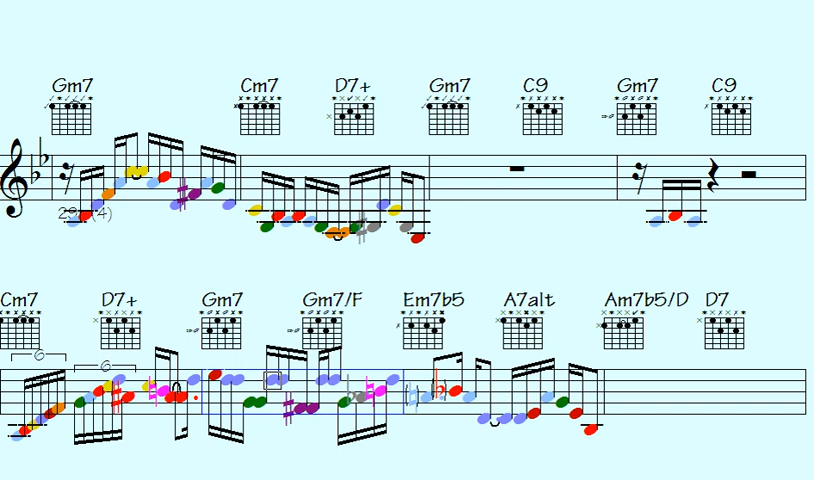 Gm7 Cm7 D7+ Gm7 C9 Gm7 C9
Cm7 D7+ Gm7 Gm7/F Em7b5 A7alt Am7b5/D D7
6 6